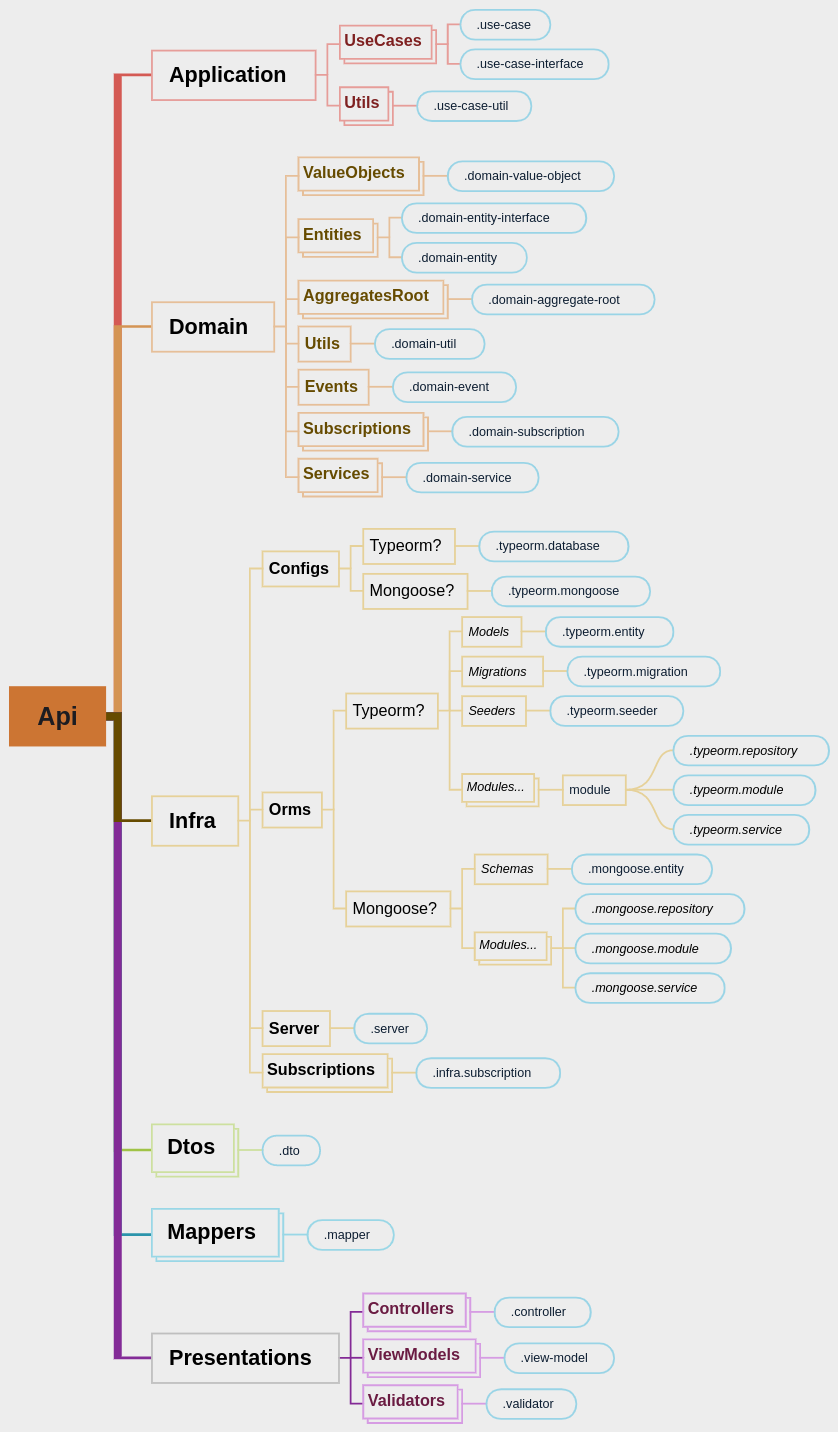 Api
Application
UseCases
.use-case
.use-case-interface
Utils
.use-case-util
Domain
ValueObjects
.domain-value-object
Entities
.domain-entity-interface
.domain-entity
AggregatesRoot
.domain-aggregate-root
Utils
.domain-util
Events
.domain-event
Subscriptions
.domain-subscription
Services
.domain-service
Infra
Configs
Typeorm?
.typeorm.database
Mongoose?
.typeorm.mongoose
Orms
Typeorm?
Models
.typeorm.entity
Migrations
.typeorm.migration
Seeders
.typeorm.seeder
Modules...
module
.typeorm.repository
.typeorm.module
.typeorm.service
Mongoose?
Schemas
.mongoose.entity
Modules...
.mongoose.repository
.mongoose.module
.mongoose.service
Server
.server
Subscriptions
.infra.subscription
Dtos
.dto
Mappers
.mapper
Presentations
Controllers
.controller
ViewModels
.view-model
Validators
.validator